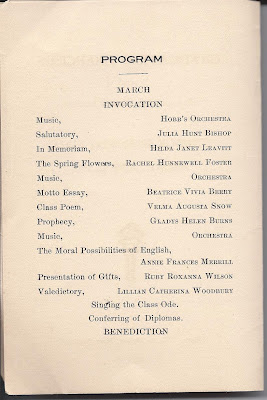 PROGRAM
MARCH
INVOCATION
Music, Hobb's Orchestra
Salutatory, Julia Hunt Bishop
In Memoriam, Hilda Janet Leavitt
The Spring Flowers, Rachel Hunnewell Foster
Music, Orchestra
Motto Essay, Beatrice Vivia Berry
Class Poem, Velma Augusta Snow
Prophecy, Gladys Helen Burns
Music, Orchestra
The Moral Possibilities of English,
Annie Frances Merrill
Presentation of Gifts, Ruby Roxanna Wilson
Valedictory, Lillian Catherina Woodbury
Singing the Class Ode.
Conferring of Diplomas.
BENEDICTION